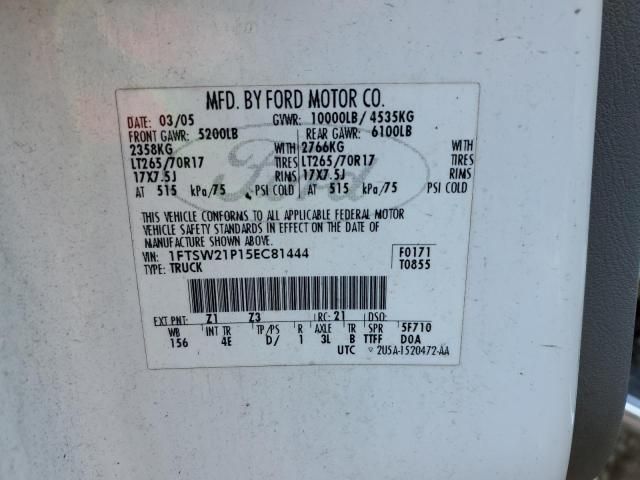 MFD. BY FORD MOTOR CO.
DATE: 03/05 GVWR: 10000LB/ 4535KG
FRONT GAWR: 5200LB REAR GAWR: 6100LB
2358KG WITH 2766KG WITH
LT265/70R17 TIRES LT265/70R17 TIRES
17X7.5J RIMS 17X7.5J RIMS
AT 515 kPa/75 PSI COLD AT 515 kPa/75 PSI COLD
Ford
THIS VEHICLE CONFORMS TO ALL APPLICABLE FEDERAL MOTOR
VEHICLE SAFETY STANDARDS IN EFFECT ON THE DATE OF
MANUFACTURE SHOWN ABOVE.
VIN: 1FTSW21P15EC81444 F0171
TYPE: TRUCK T0855
EXT PNT: Z1 Z3 RC: 21 DSO:
WB INT TR TP/PS R AXLE TR SPR 5F710
156 4E D/ 1 3L B TTFF DOA
UTC 2U5A-1520472-AA